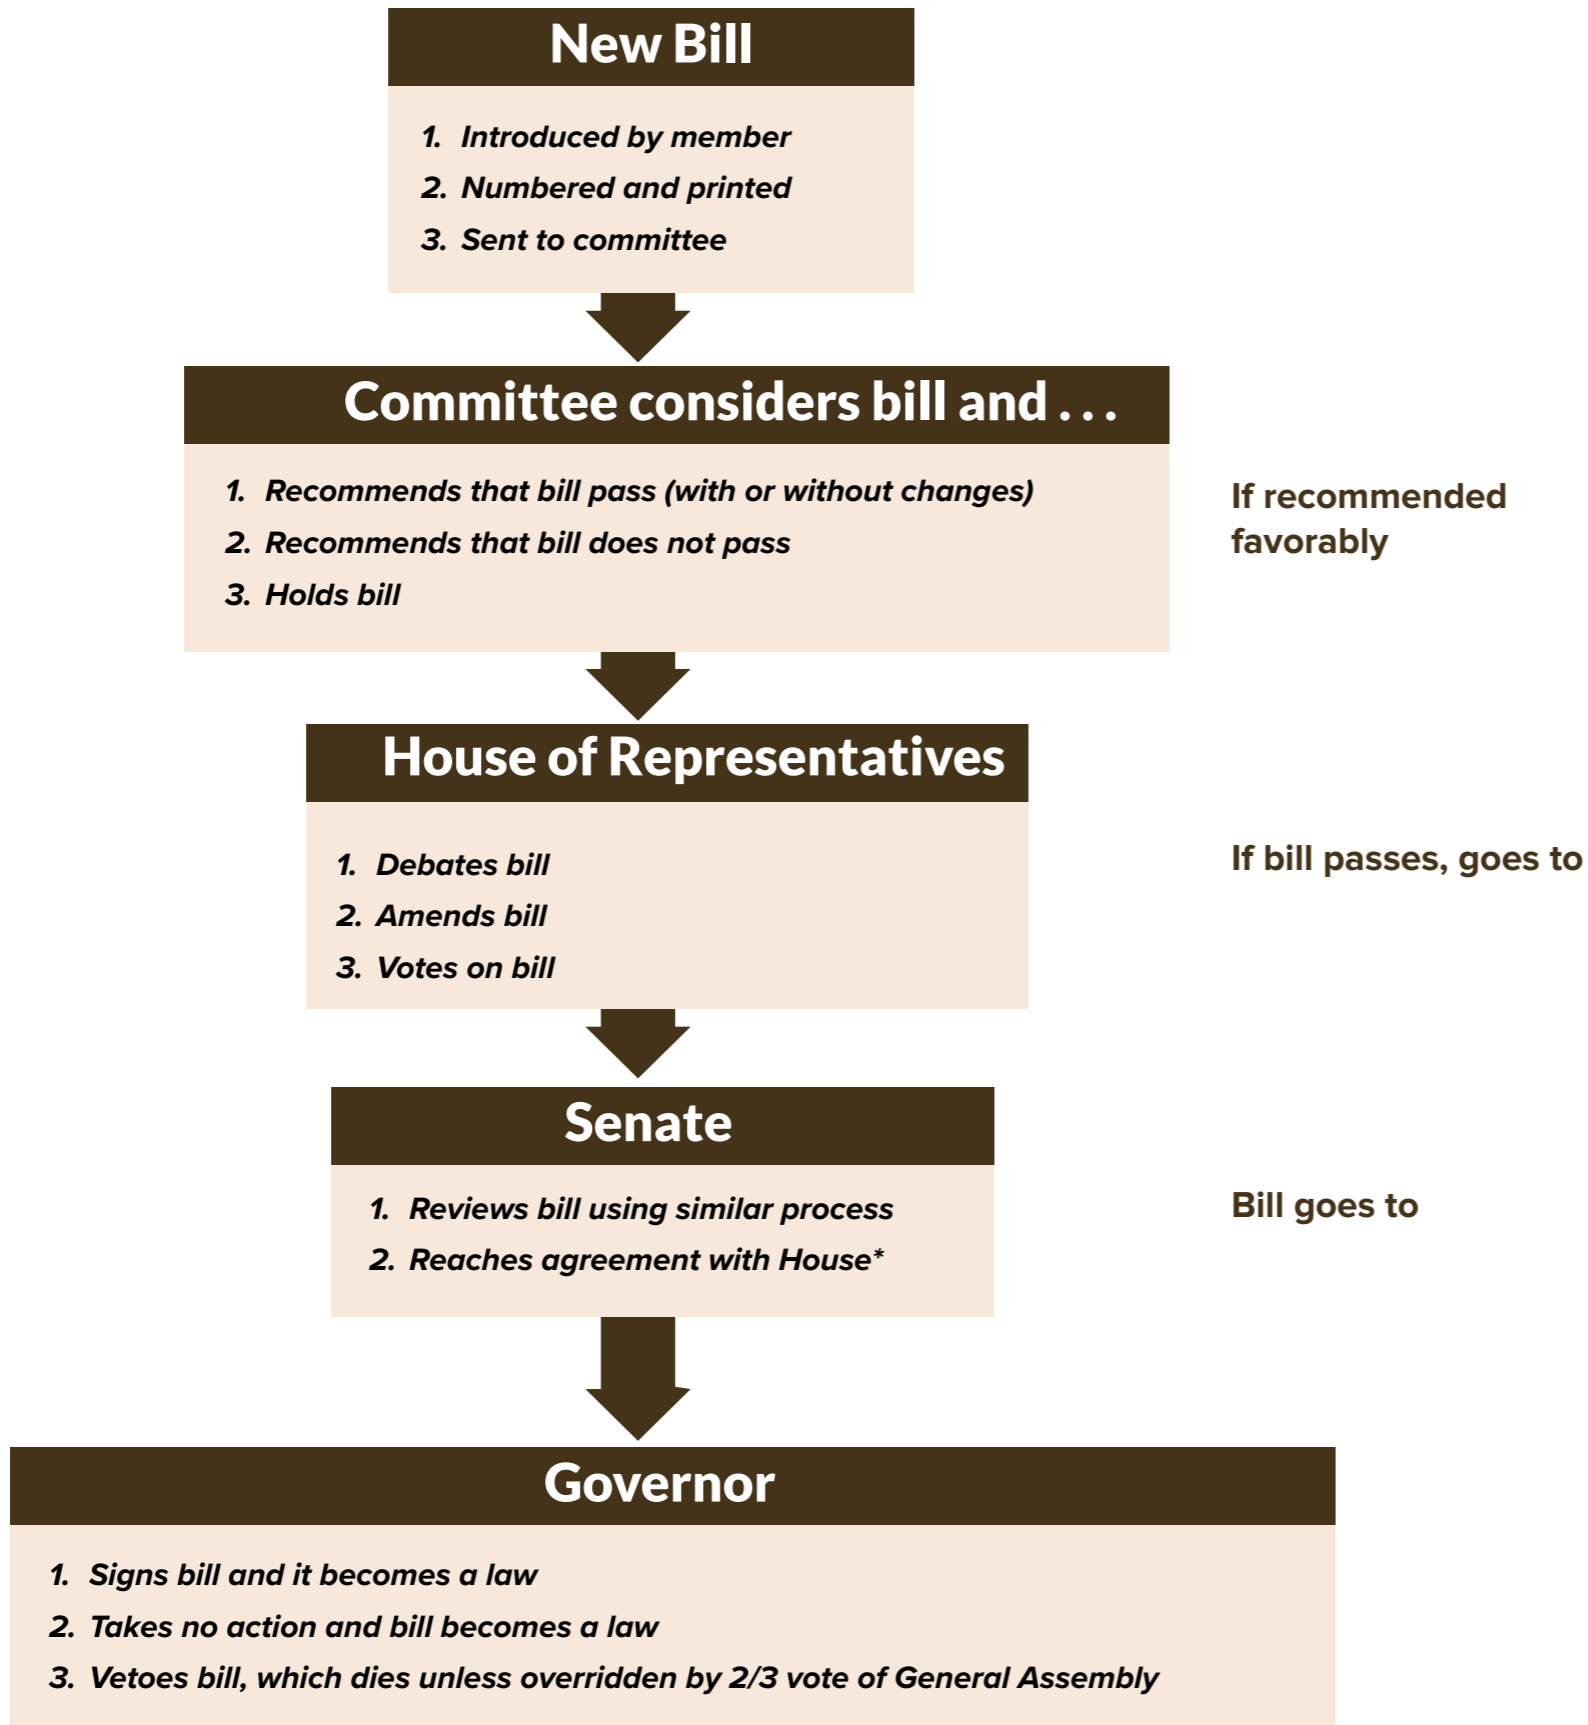 New Bill
1. Introduced by member
2. Numbered and printed
3. Sent to committee
Committee considers bill and . . .
1. Recommends that bill pass (with or without changes)
2. Recommends that bill does not pass
3. Holds bill
If recommended
favorably
House of Representatives
1. Debates bill
2. Amends bill
3. Votes on bill
If bill passes, goes to
Senate
1. Reviews bill using similar process
2. Reaches agreement with House*
Bill goes to
Governor
1. Signs bill and it becomes a law
2. Takes no action and bill becomes a law
3. Vetoes bill, which dies unless overridden by 2/3 vote of General Assembly